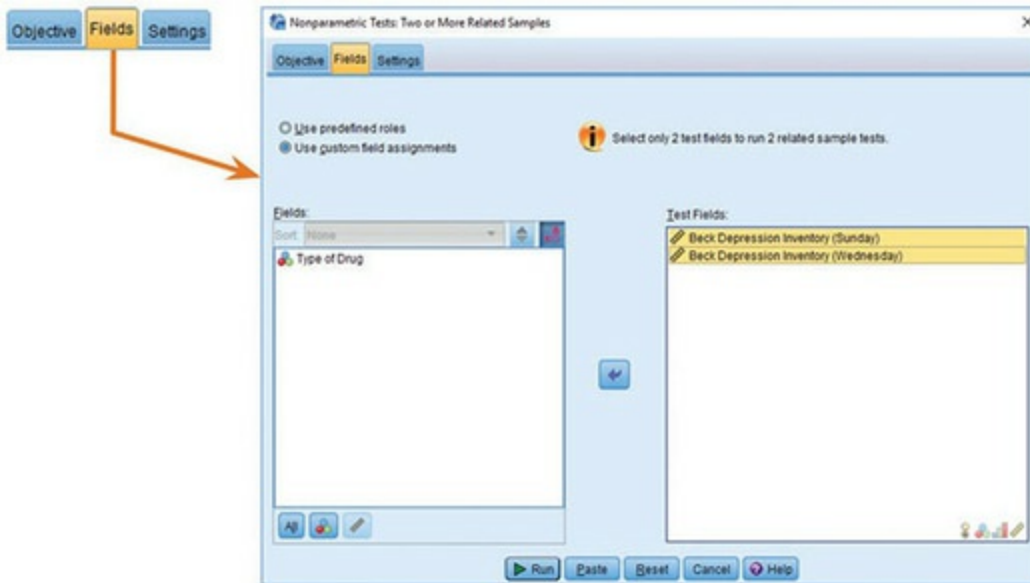 Objective Fields Settings
Nonparametric Tests: Two or More Related Samples
Objective Fields Settings
Use predefined roles
Use custom field assignments
Select only 2 test fields to run 2 related sample tests.
Fields:
Sort: None
Type of Drug
Test Fields:
Beck Depression Inventory (Sunday)
Beck Depression Inventory (Wednesday)
All
Run Paste Reset Cancel Help